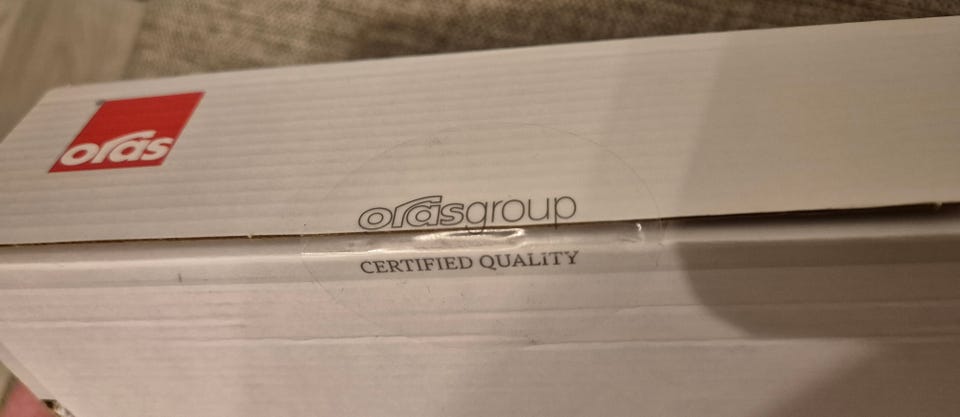 oras
orasgroup
CERTIFIED QUALiTY